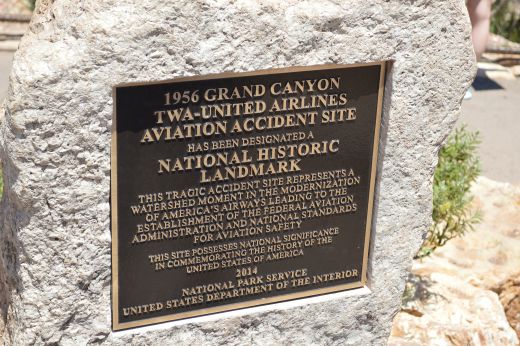 1956 GRAND CANYON
TWA-UNITED AIRLINES
AVIATION ACCIDENT SITE
HAS BEEN DESIGNATED A
NATIONAL HISTORIC
LANDMARK
THIS TRAGIC ACCIDENT SITE REPRESENTS A
WATERSHED MOMENT IN THE MODERNIZATION
OF AMERICA'S AIRWAYS LEADING TO THE
ESTABLISHMENT OF THE FEDERAL AVIATION
ADMINISTRATION AND NATIONAL STANDARDS
FOR AVIATION SAFETY
THIS SITE POSSESSES NATIONAL SIGNIFICANCE
IN COMMEMORATING THE HISTORY OF THE
UNITED STATES OF AMERICA
2014
NATIONAL PARK SERVICE
UNITED STATES DEPARTMENT OF THE INTERIOR